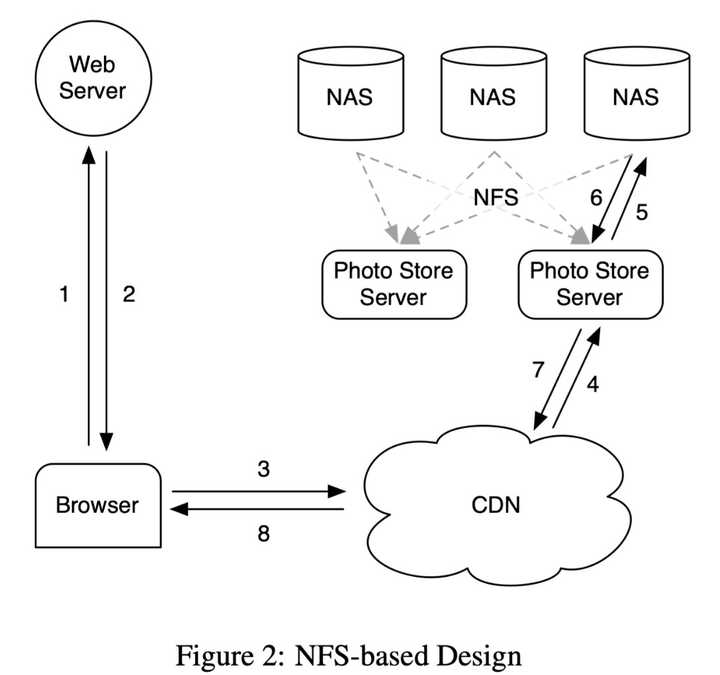 Web
Server
NAS
NAS
NAS
NFS
6
5
Photo Store
Server
Photo Store
Server
1
2
7
4
3
Browser
CDN
8
Figure 2: NFS-based Design